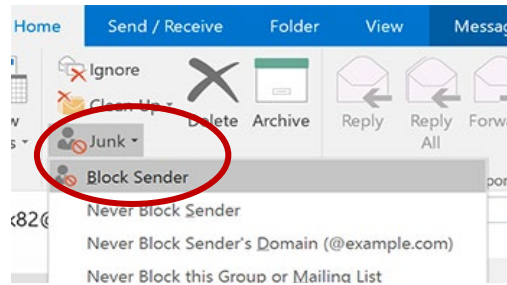 Home Send / Receive Folder View
Ignore
Clean Up
Delete Archive Reply Reply All
Junk
Block Sender
Never Block Sender
Never Block Sender's Domain (@example.com)
Never Block this Group or Mailing List